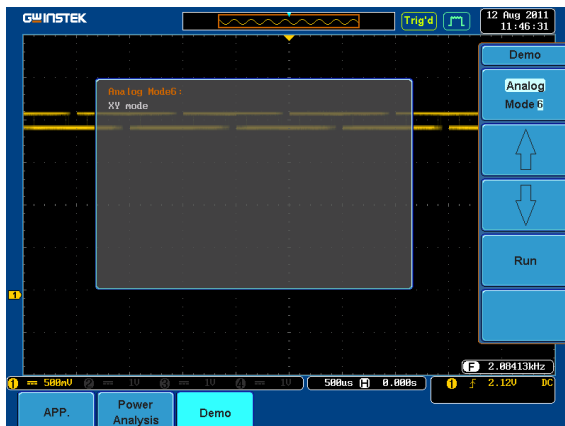 GWINSTEK
Trig'd
12 Aug 2011
11:46:31
Demo
Analog
Mode 6
Analog Mode6:
XY mode
Run
1
F 2.08413kHz
1 500mV 2 1V 3 1V 4 1V
500us H 0.000s
1 2.12V DC
APP.
Power
Analysis
Demo